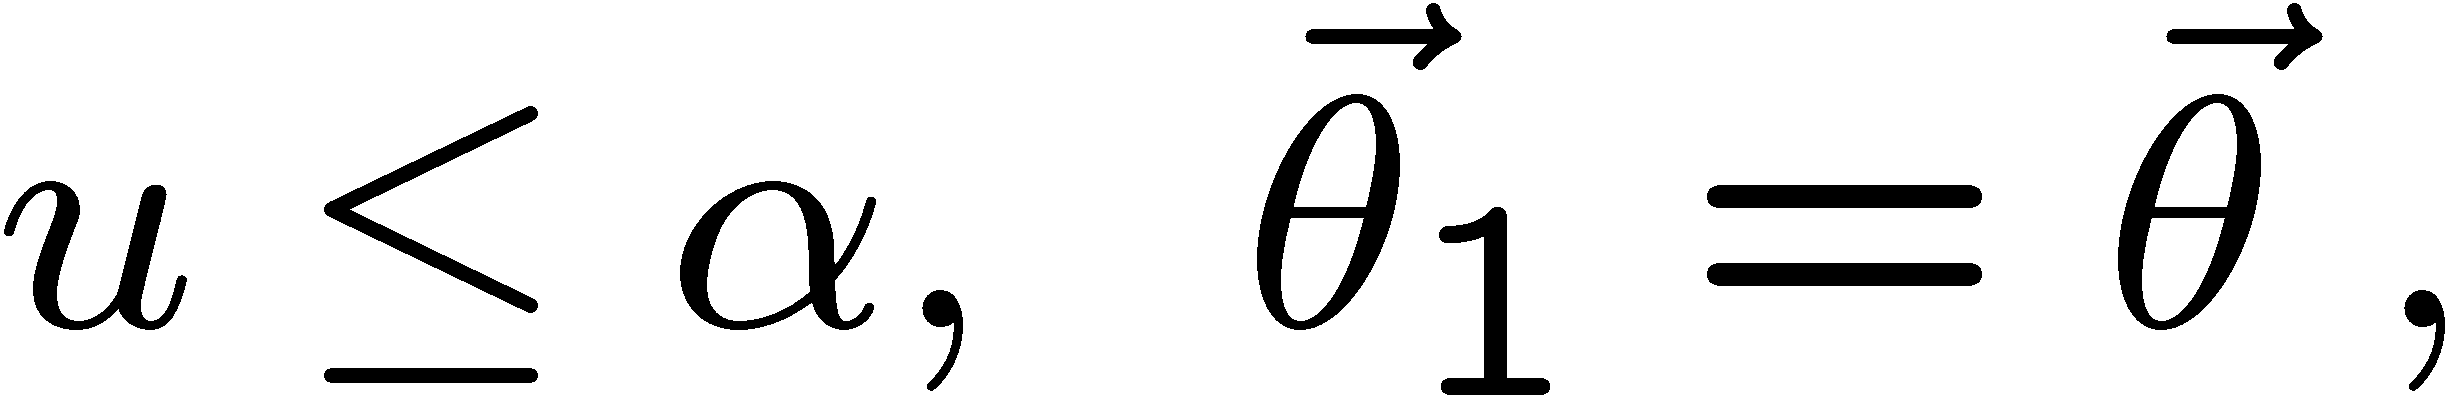 u ≤ α, θ⃗₁ = θ⃗,